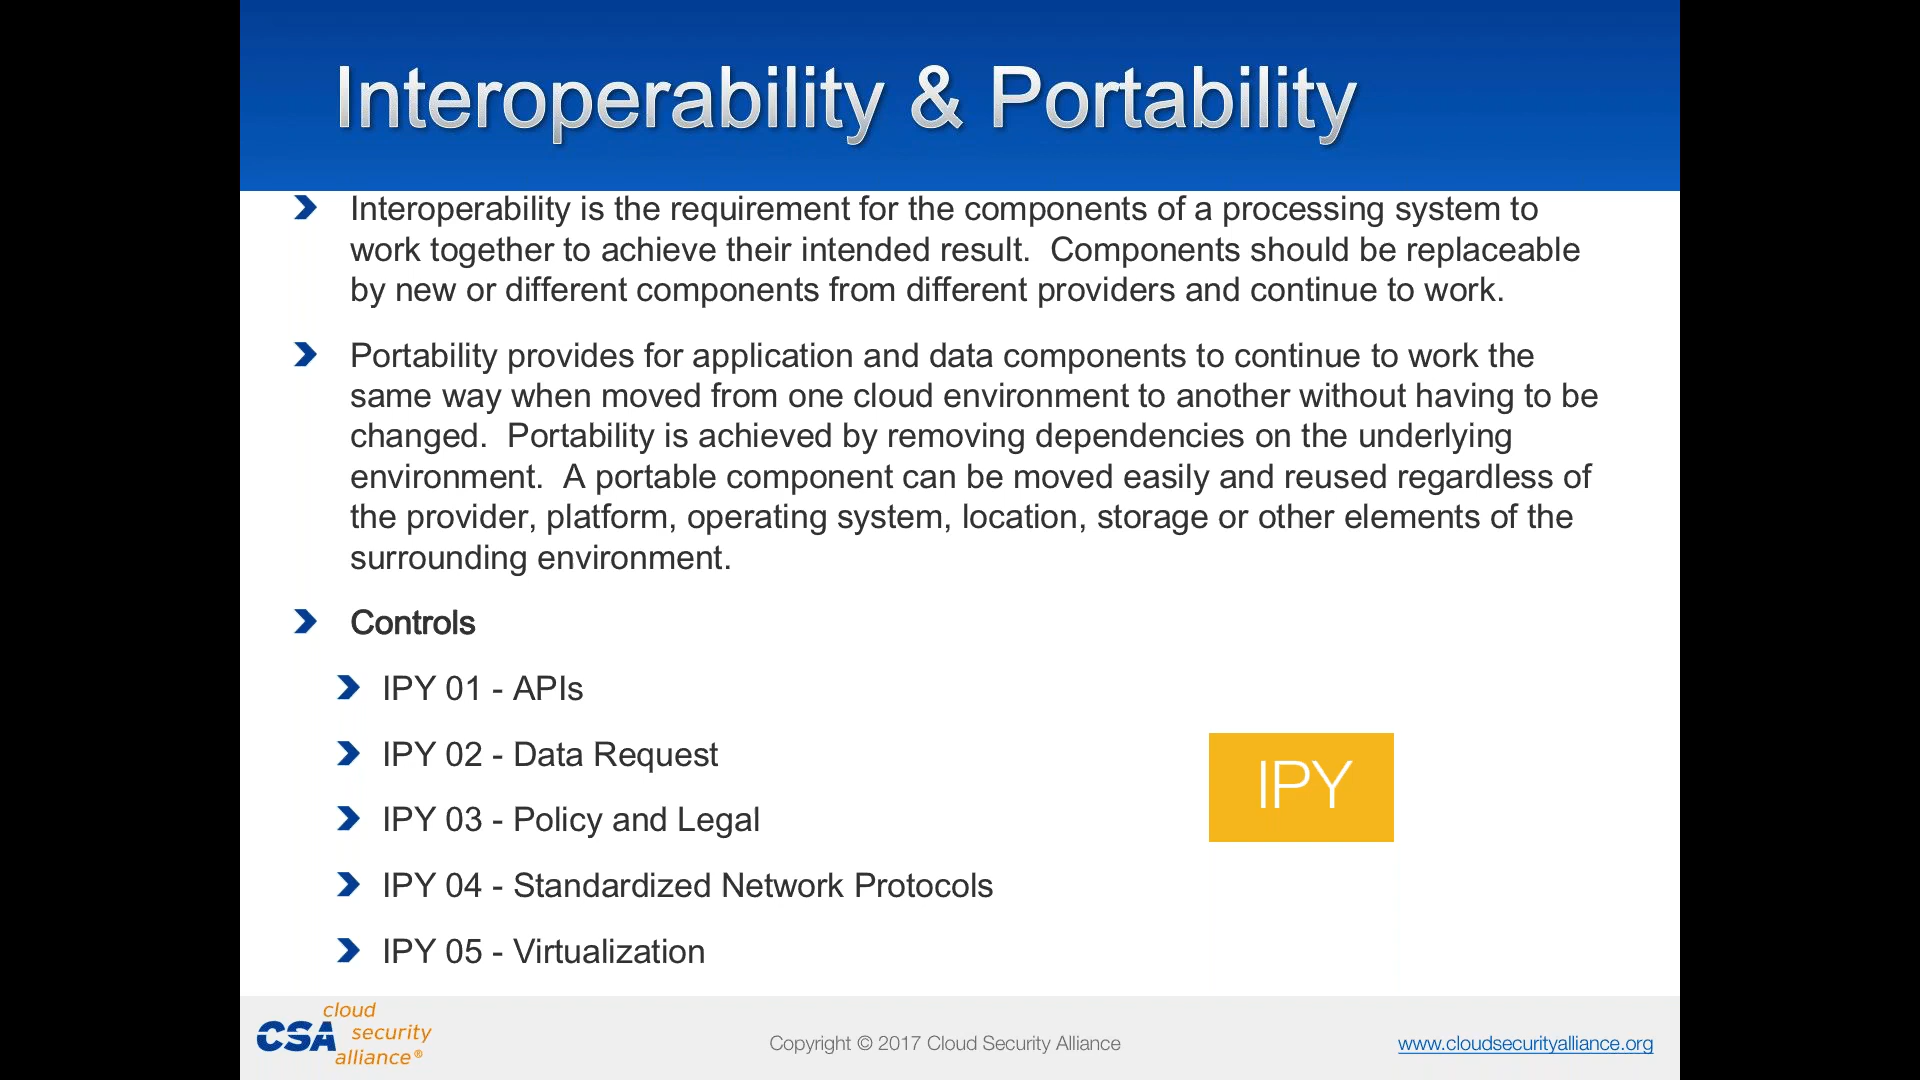 Interoperability & Portability
Interoperability is the requirement for the components of a processing system to
work together to achieve their intended result.  Components should be replaceable
by new or different components from different providers and continue to work.
Portability provides for application and data components to continue to work the
same way when moved from one cloud environment to another without having to be
changed.  Portability is achieved by removing dependencies on the underlying
environment.  A portable component can be moved easily and reused regardless of
the provider, platform, operating system, location, storage or other elements of the
surrounding environment.
Controls
IPY 01 - APIs
IPY 02 - Data Request
IPY 03 - Policy and Legal
IPY 04 - Standardized Network Protocols
IPY 05 - Virtualization
IPY
CSA cloud
security
alliance®
Copyright © 2017 Cloud Security Alliance
www.cloudsecurityalliance.org